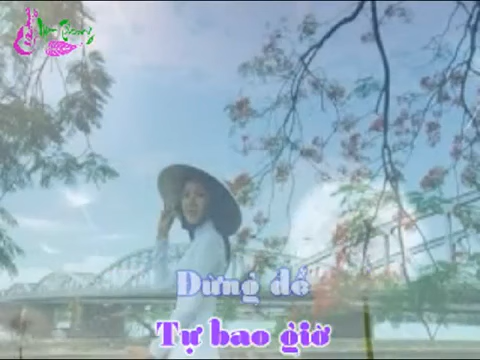 Dừng để
Tự bao giờ